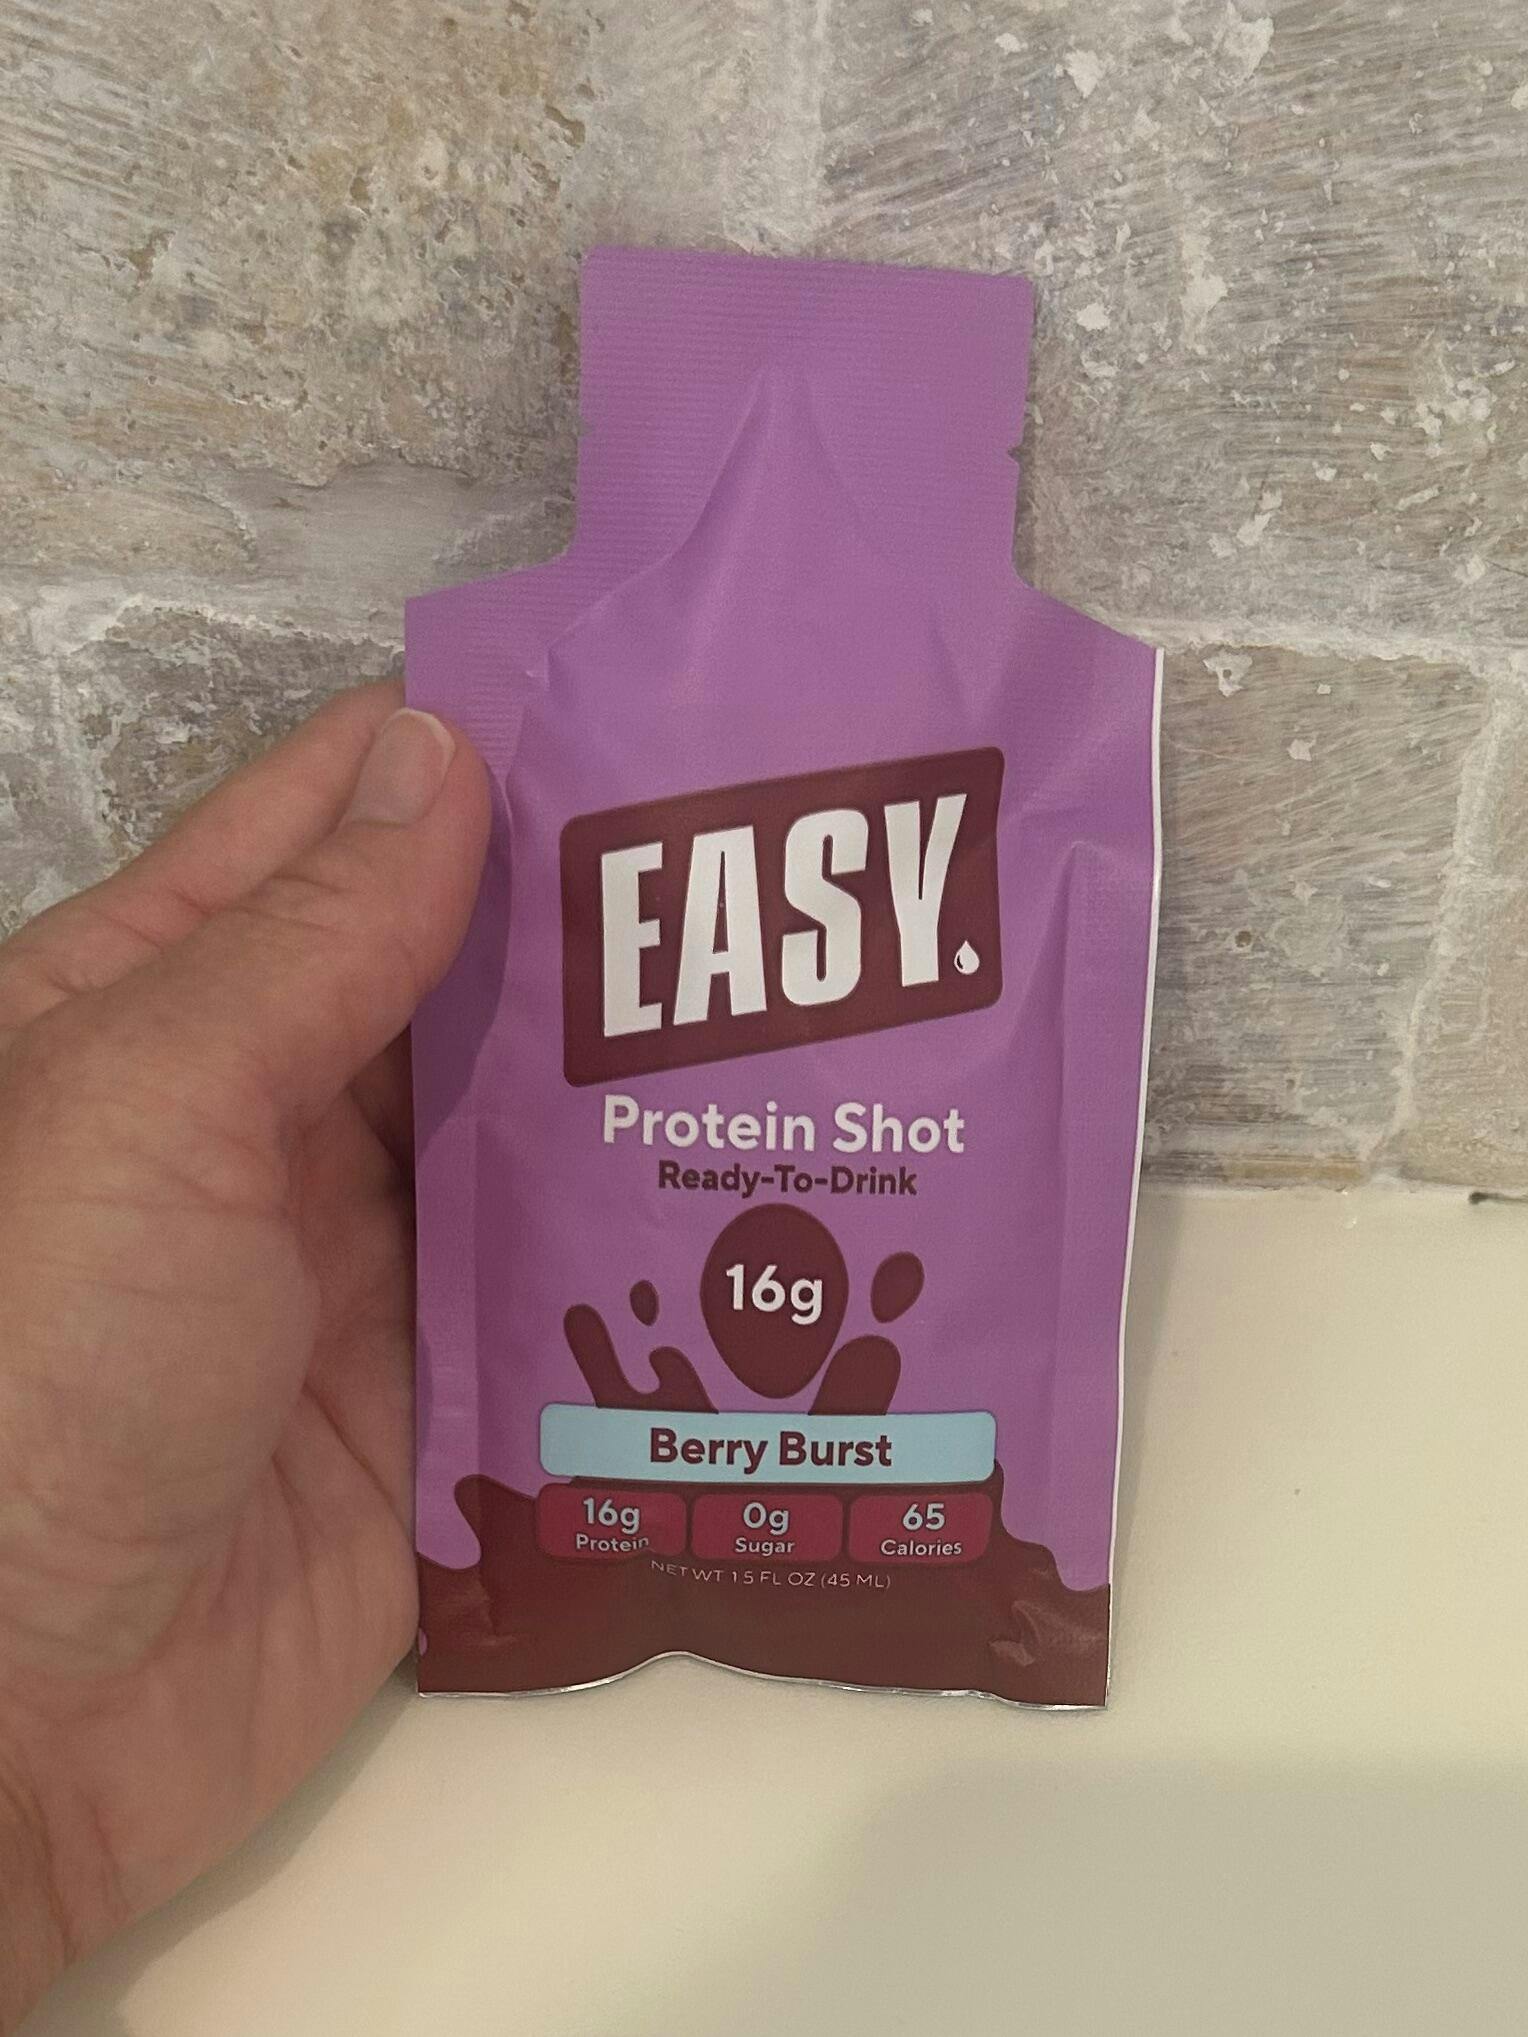 EASY.
Protein Shot
Ready-To-Drink
16g
Berry Burst
16g
Protein
0g
Sugar
65
Calories
NET WT 1.5 FL OZ (45 ML)